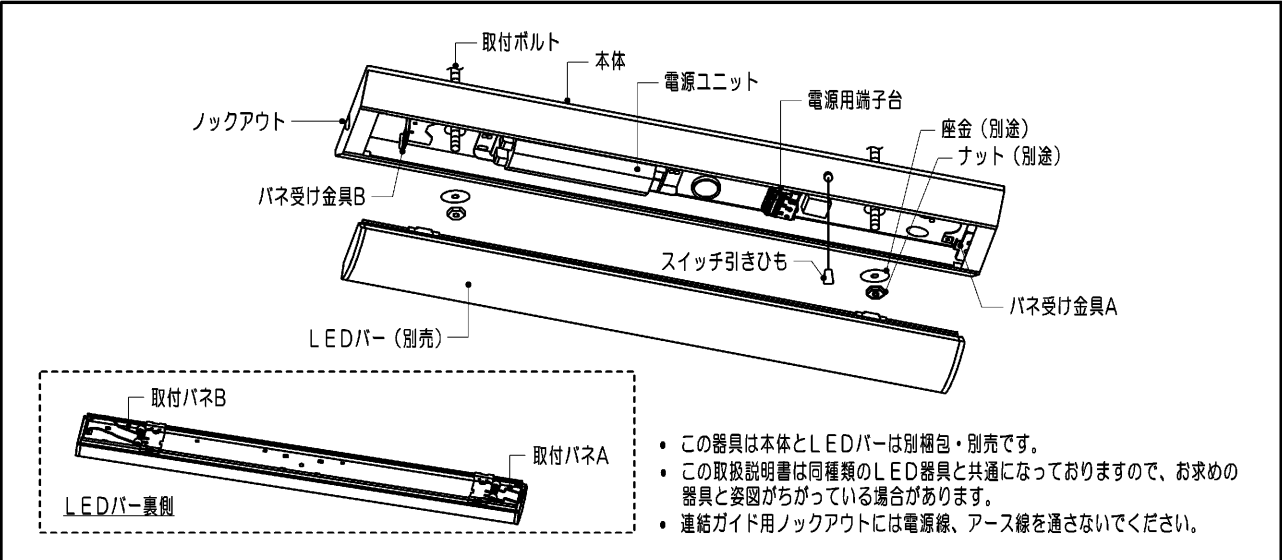 取付ボルト
本体
電源ユニット
電源用端子台
ノックアウト
座金（別途）
ナット（別途）
バネ受け金具B
スイッチ引きひも
バネ受け金具A
LEDバー（別売）
取付バネB
取付バネA
LEDバー裏側
• この器具は本体とLEDバーは別梱包・別売です。
• この取扱説明書は同種類のLED器具と共通になっておりますので、お求めの
器具と姿図がちがっている場合があります。
• 連結ガイド用ノックアウトには電源線、アース線を通さないでください。